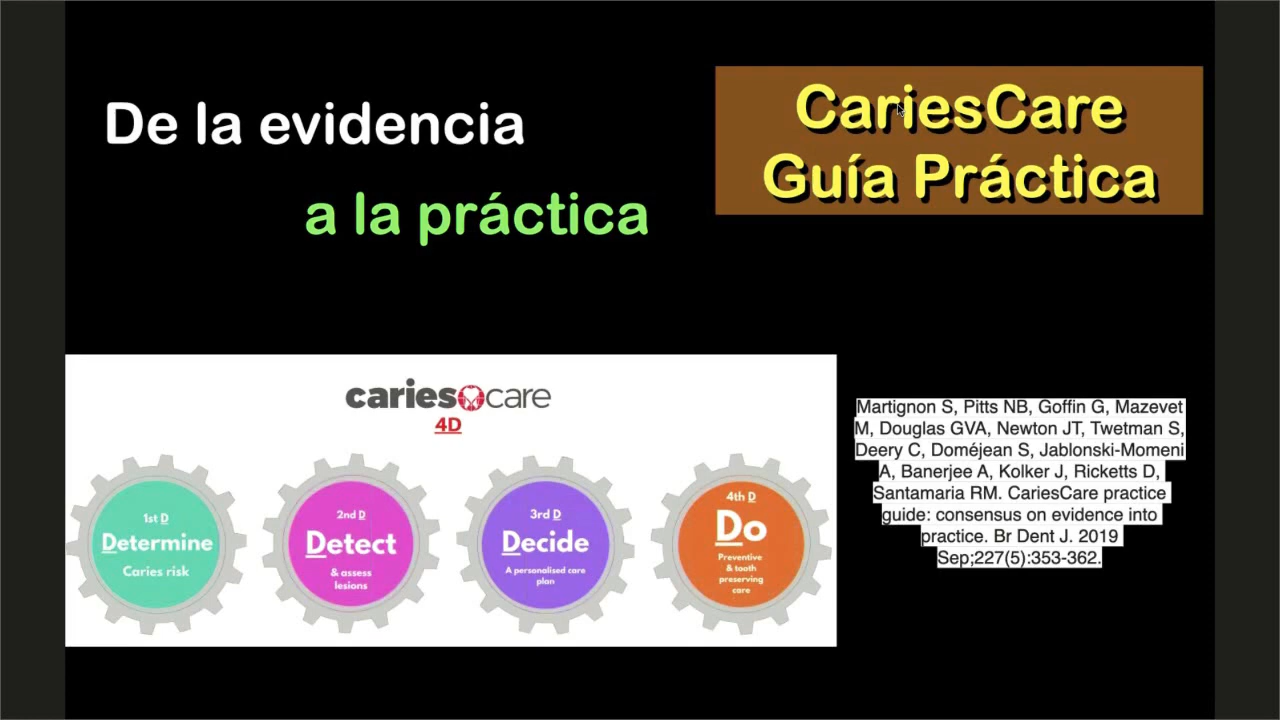 De la evidencia
a la práctica
CariesCare
Guía Práctica
cariescare
4D
1st D
Determine
Caries risk
2nd D
Detect
& assess
lesions
3rd D
Decide
A personalised care
plan
4th D
Do
Preventive
& tooth
preserving
care
Martignon S, Pitts NB, Goffin G, Mazevet
M, Douglas GVA, Newton JT, Twetman S,
Deery C, Doméjean S, Jablonski-Momeni
A, Banerjee A, Kolker J, Ricketts D,
Santamaria RM. CariesCare practice
guide: consensus on evidence into
practice. Br Dent J. 2019
Sep;227(5):353-362.